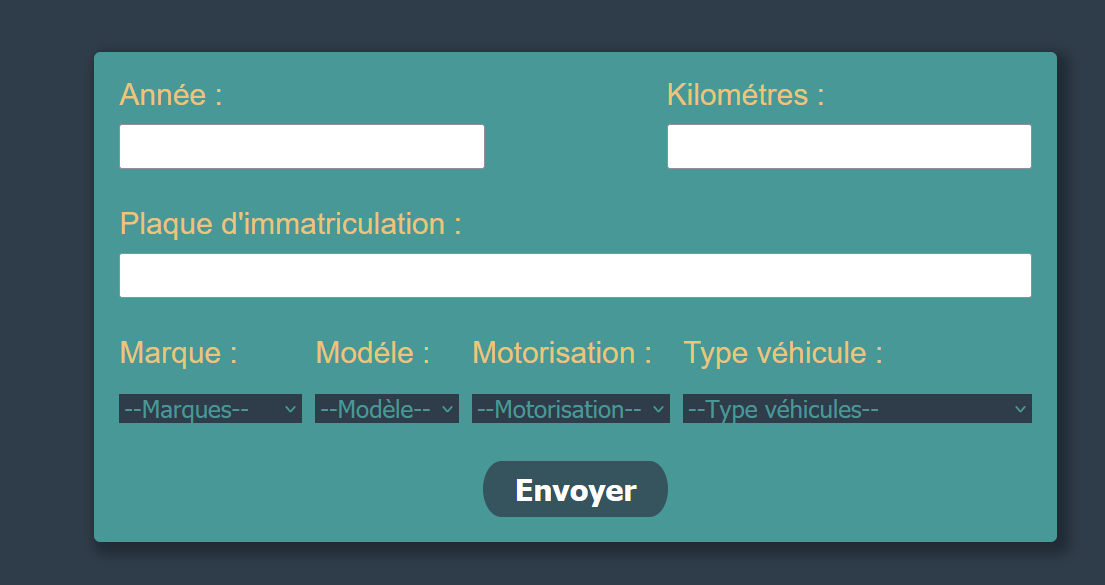 Année : Kilométres :
Plaque d'immatriculation :
Marque : Modéle : Motorisation : Type véhicule :
--Marques-- --Modèle-- --Motorisation-- --Type véhicules--
Envoyer